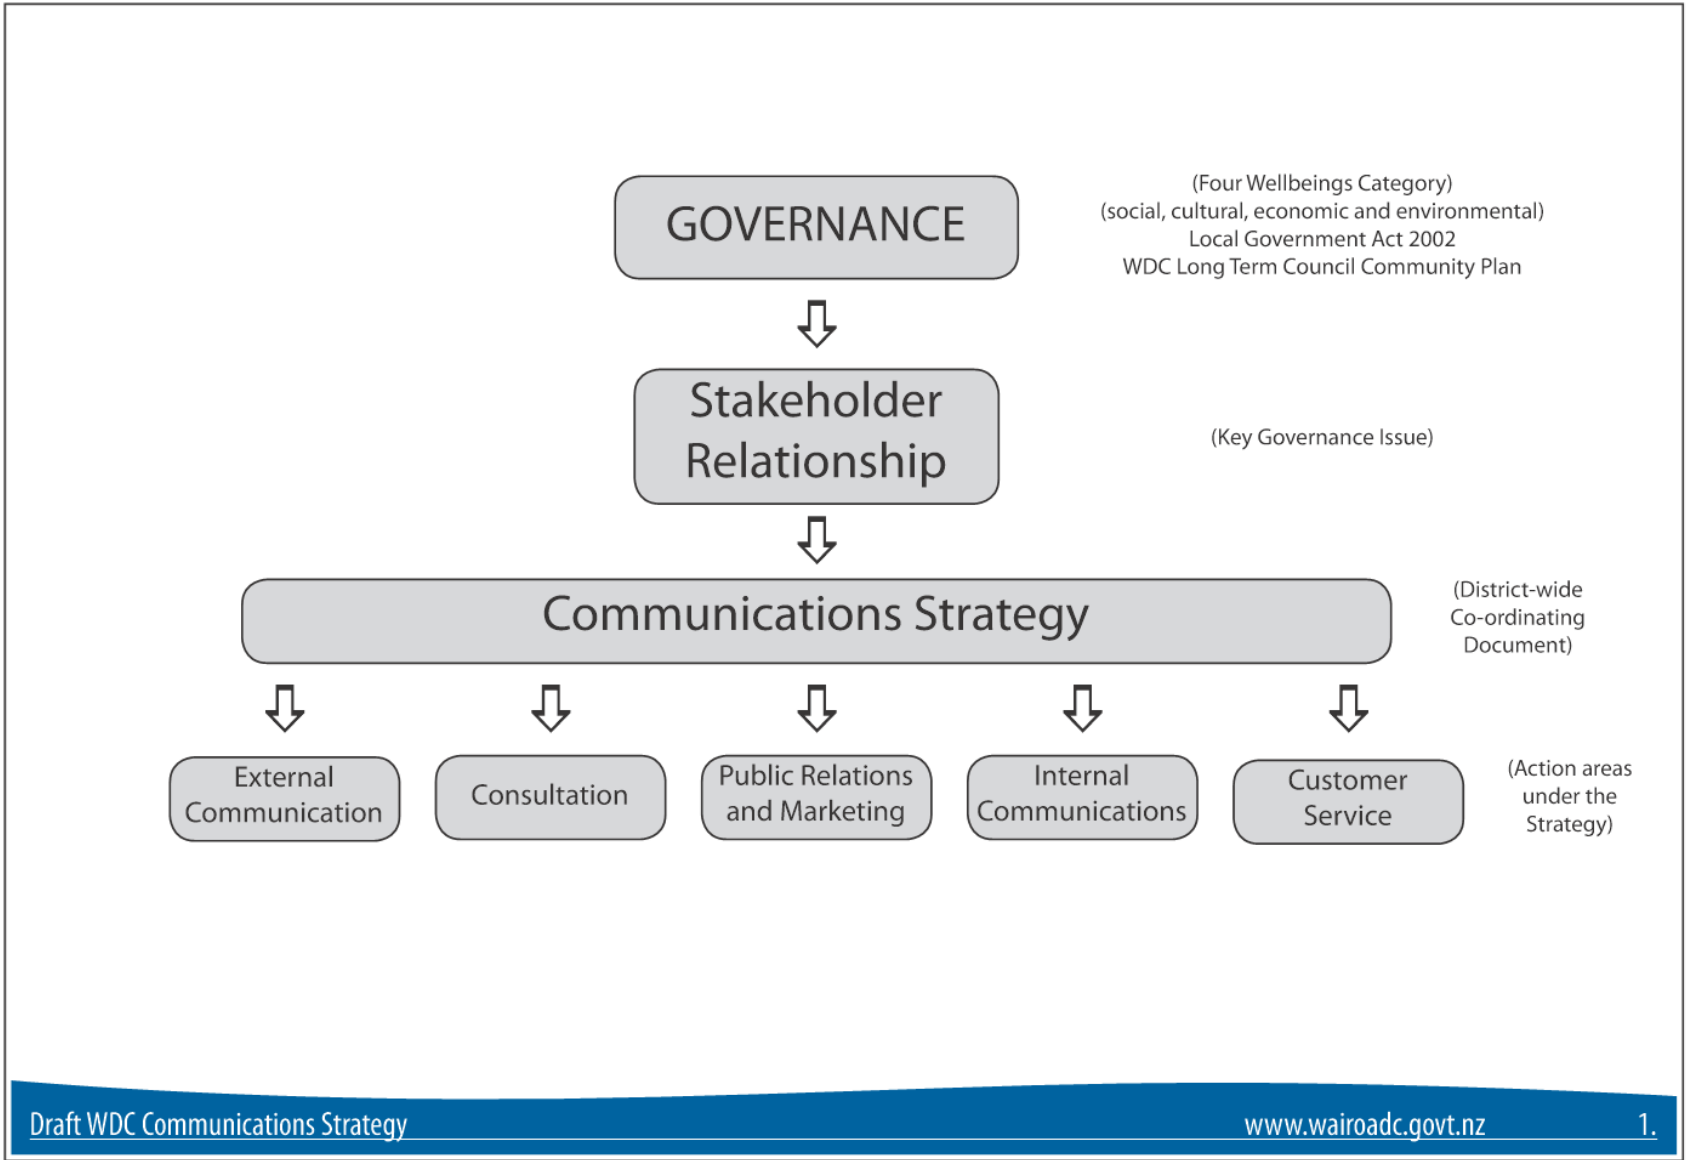 GOVERNANCE
(Four Wellbeings Category)
(social, cultural, economic and environmental)
Local Government Act 2002
WDC Long Term Council Community Plan
Stakeholder
Relationship
(Key Governance Issue)
Communications Strategy
(District-wide
Co-ordinating
Document)
External
Communication
Consultation
Public Relations
and Marketing
Internal
Communications
Customer
Service
(Action areas
under the
Strategy)
Draft WDC Communications Strategy
www.wairoadc.govt.nz
1.